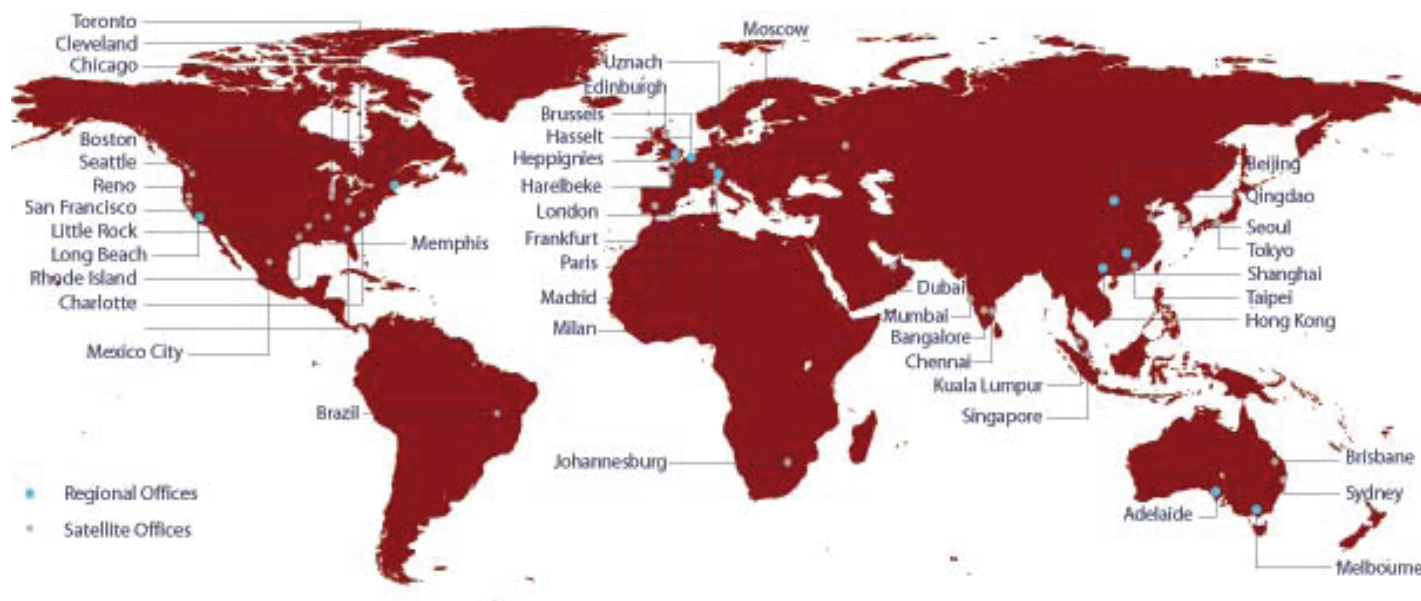 Toronto
Cleveland
Chicago
Boston
Seattle
Reno
San Francisco
Little Rock
Long Beach
Rhode Island
Charlotte
Mexico City
Memphis
Brazil
Moscow
Uznach
Edinburgh
Brussels
Hasselt
Heppignies
Harelbeke
London
Frankfurt
Paris
Madrid
Milan
Johannesburg
Dubai
Mumbai
Bangalore
Chennai
Kuala Lumpur
Singapore
Beijing
Qingdao
Seoul
Tokyo
Shanghai
Taipei
Hong Kong
Brisbane
Sydney
Adelaide
Melbourne
Regional Offices
Satellite Offices